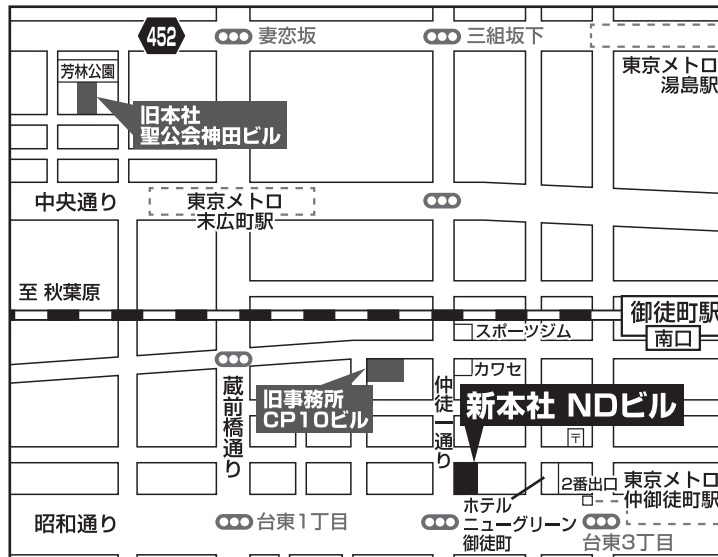 452
妻恋坂
三組坂下
東京メトロ
湯島駅
芳林公園
旧本社
聖公会神田ビル
中央通り
東京メトロ
末広町駅
至 秋葉原
御徒町駅
南口
スポーツジム
カワセ
蔵前橋通り
旧事務所
CP10ビル
仲徒一通り
新本社 NDビル
〒
2番出口
東京メトロ
仲御徒町駅
ホテル
ニューグリーン
御徒町
昭和通り
台東1丁目
台東3丁目